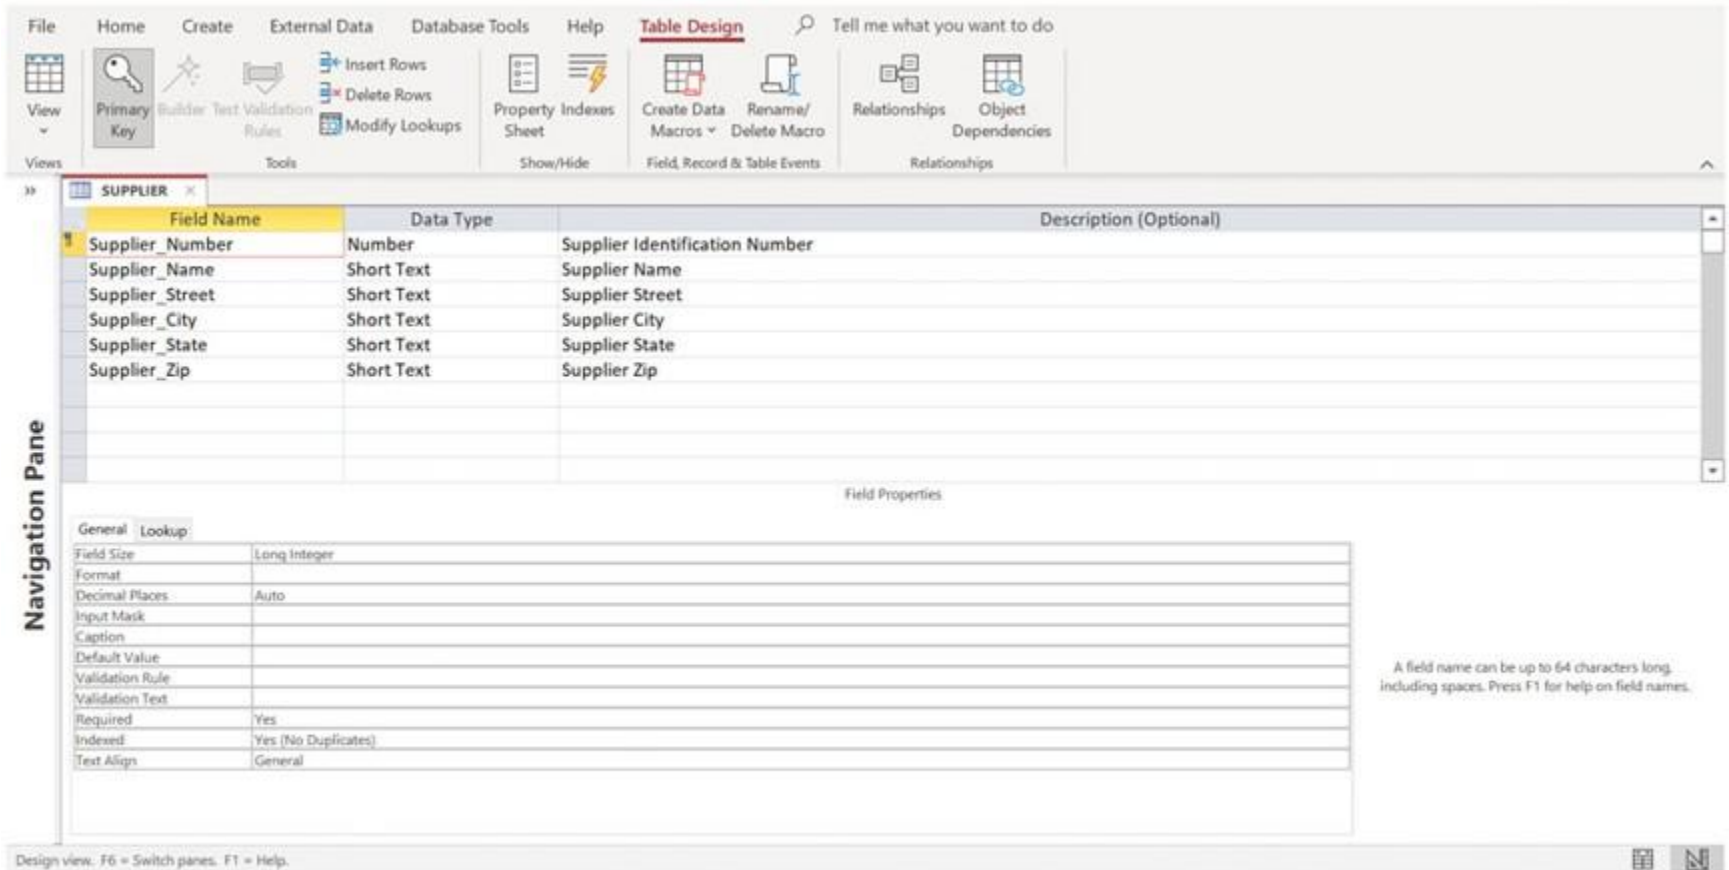 File Home Create External Data Database Tools Help Table Design Tell me what you want to do
View
Primary Key
Builder
Test Validation Rules
Insert Rows
Delete Rows
Modify Lookups
Property Sheet
Indexes
Create Data Macros
Rename/ Delete Macro
Relationships
Object Dependencies
Views Tools Show/Hide Field, Record & Table Events Relationships
» SUPPLIER ×
Field Name Data Type Description (Optional)
Supplier_Number Number Supplier Identification Number
Supplier_Name Short Text Supplier Name
Supplier_Street Short Text Supplier Street
Supplier_City Short Text Supplier City
Supplier_State Short Text Supplier State
Supplier_Zip Short Text Supplier Zip
Navigation Pane
Field Properties
General Lookup
Field Size Long Integer
Format
Decimal Places Auto
Input Mask
Caption
Default Value
Validation Rule
Validation Text
Required Yes
Indexed Yes (No Duplicates)
Text Align General
A field name can be up to 64 characters long,
including spaces. Press F1 for help on field names.
Design view. F6 = Switch panes. F1 = Help.